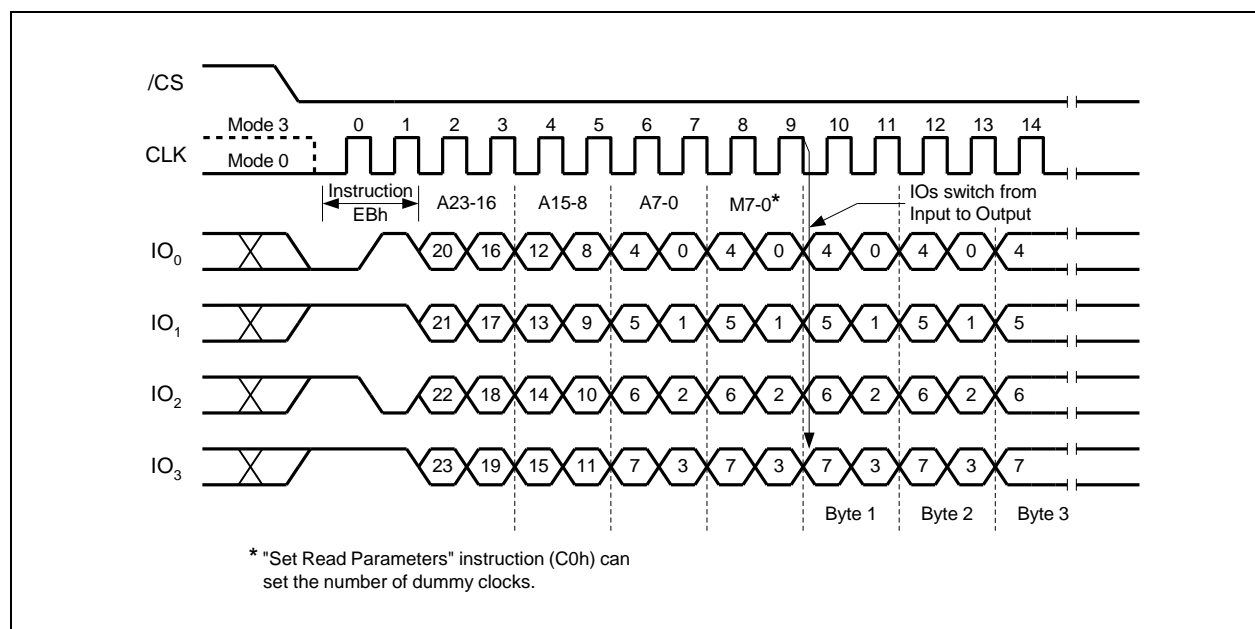 /CS
Mode 3
0 1 2 3 4 5 6 7 8 9 10 11 12 13 14
CLK
Mode 0
Instruction
EBh
A23-16 A15-8 A7-0 M7-0*
IOs switch from
Input to Output
IO0 20 16 12 8 4 0 4 0 4 0 4 0 4
IO1 21 17 13 9 5 1 5 1 5 1 5 1 5
IO2 22 18 14 10 6 2 6 2 6 2 6 2 6
IO3 23 19 15 11 7 3 7 3 7 3 7 3 7
Byte 1 Byte 2 Byte 3
* "Set Read Parameters" instruction (C0h) can
set the number of dummy clocks.